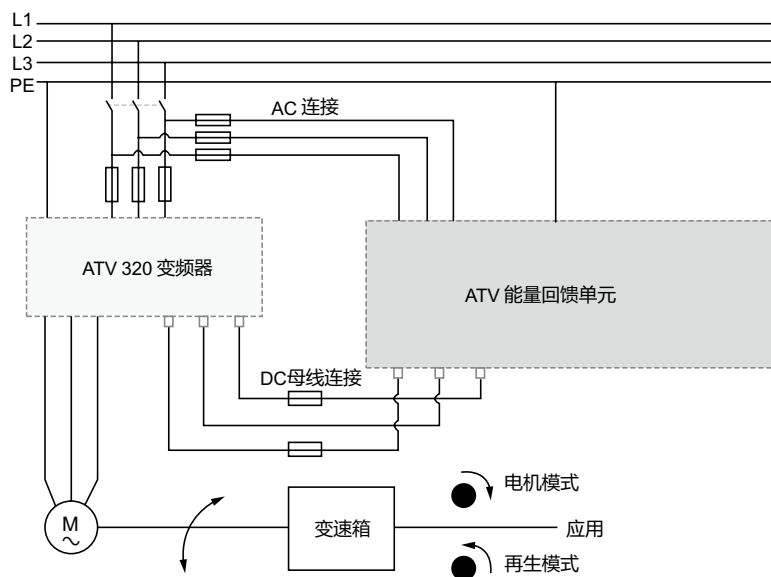 L1
L2
L3
PE
AC 连接
ATV 320 变频器
ATV 能量回馈单元
DC母线连接
电机模式
M
变速箱
应用
再生模式